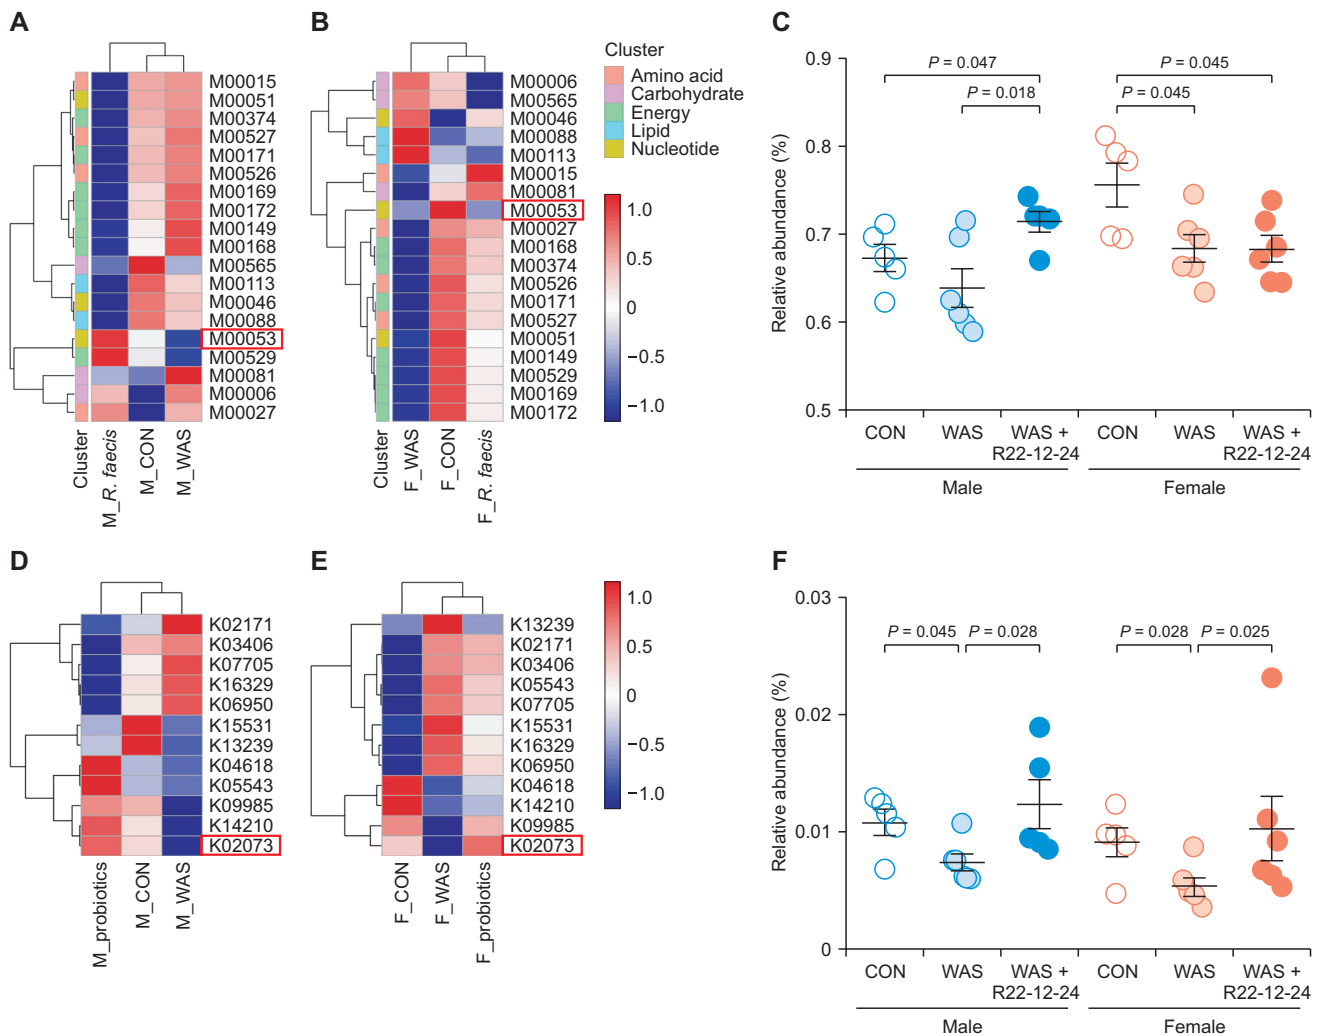 A
M00015
M00051
M00374
M00527
M00171
M00526
M00169
M00172
M00149
M00168
M00565
M00113
M00046
M00088
M00053
M00529
M00081
M00006
M00027
Cluster
M_R. faecis
M_CON
M_WAS
B
M00006
M00565
M00046
M00088
M00113
M00015
M00081
M00053
M00027
M00168
M00374
M00526
M00171
M00527
M00051
M00149
M00529
M00169
M00172
Cluster
F_WAS
F_CON
F_R. faecis
Cluster
Amino acid
Carbohydrate
Energy
Lipid
Nucleotide
1.0
0.5
0
−0.5
−1.0
C
Relative abundance (%)
0.9
0.8
0.7
0.6
0.5
P = 0.047
P = 0.018
P = 0.045
P = 0.045
CON
WAS
WAS +
R22-12-24
CON
WAS
WAS +
R22-12-24
Male
Female
D
K02171
K03406
K07705
K16329
K06950
K15531
K13239
K04618
K05543
K09985
K14210
K02073
M_probiotics
M_CON
M_WAS
E
K13239
K02171
K03406
K05543
K07705
K15531
K16329
K06950
K04618
K14210
K09985
K02073
F_CON
F_WAS
F_probiotics
1.0
0.5
0
−0.5
−1.0
F
Relative abundance (%)
0.03
0.02
0.01
0
P = 0.045
P = 0.028
P = 0.028
P = 0.025
CON
WAS
WAS +
R22-12-24
CON
WAS
WAS +
R22-12-24
Male
Female